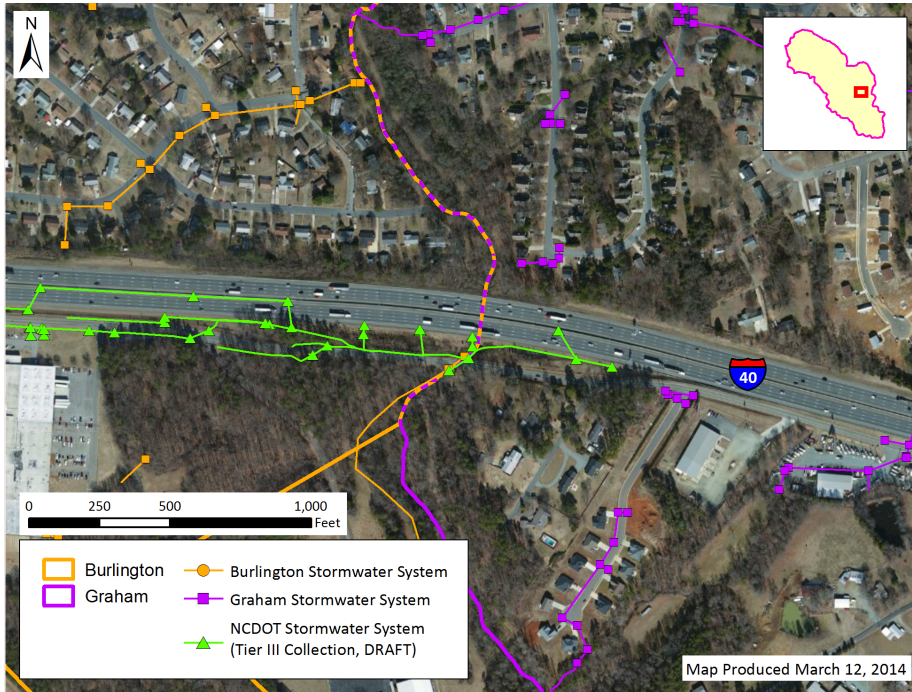 N
40
0 250 500 1,000
Feet
Burlington
Graham
Burlington Stormwater System
Graham Stormwater System
NCDOT Stormwater System
(Tier III Collection, DRAFT)
Map Produced March 12, 2014